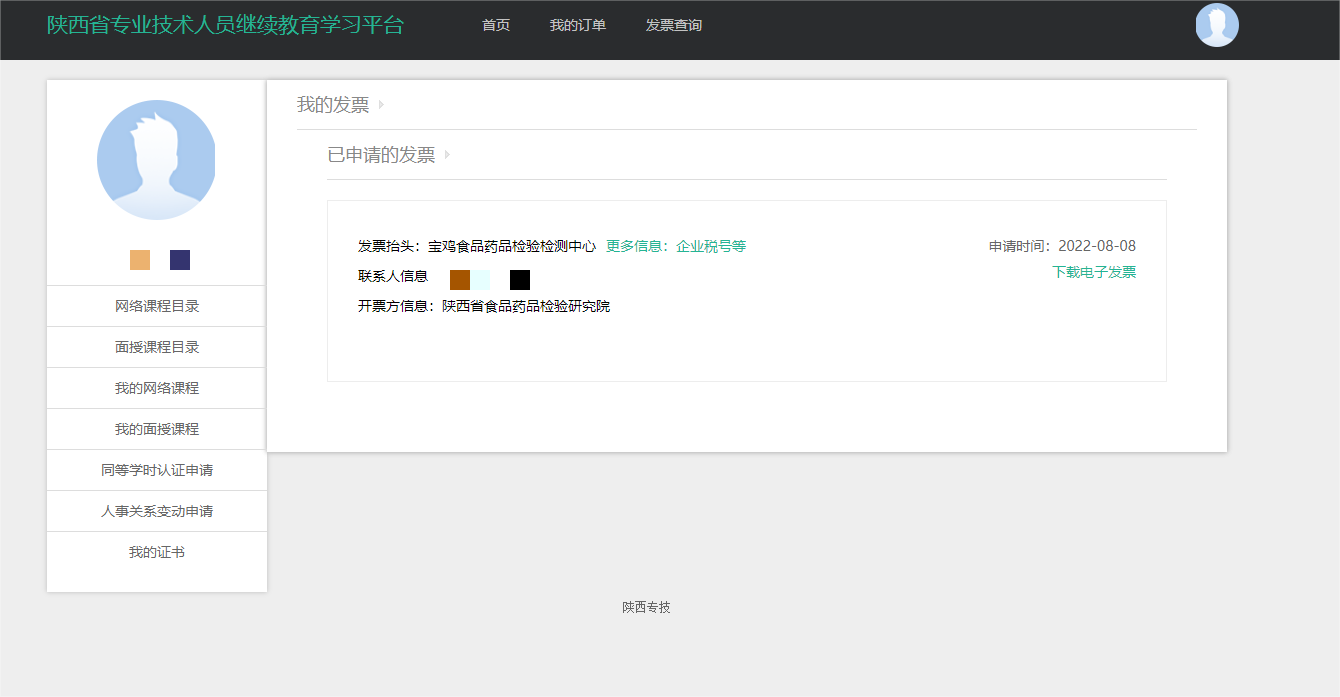 陕西省专业技术人员继续教育学习平台 首页 我的订单 发票查询
我的发票
已申请的发票
发票抬头：宝鸡食品药品检验检测中心 更多信息：企业税号等 申请时间：2022-08-08
下载电子发票
联系人信息
开票方信息：陕西省食品药品检验研究院
网络课程目录
面授课程目录
我的网络课程
我的面授课程
同等学时认证申请
人事关系变动申请
我的证书
陕西专技